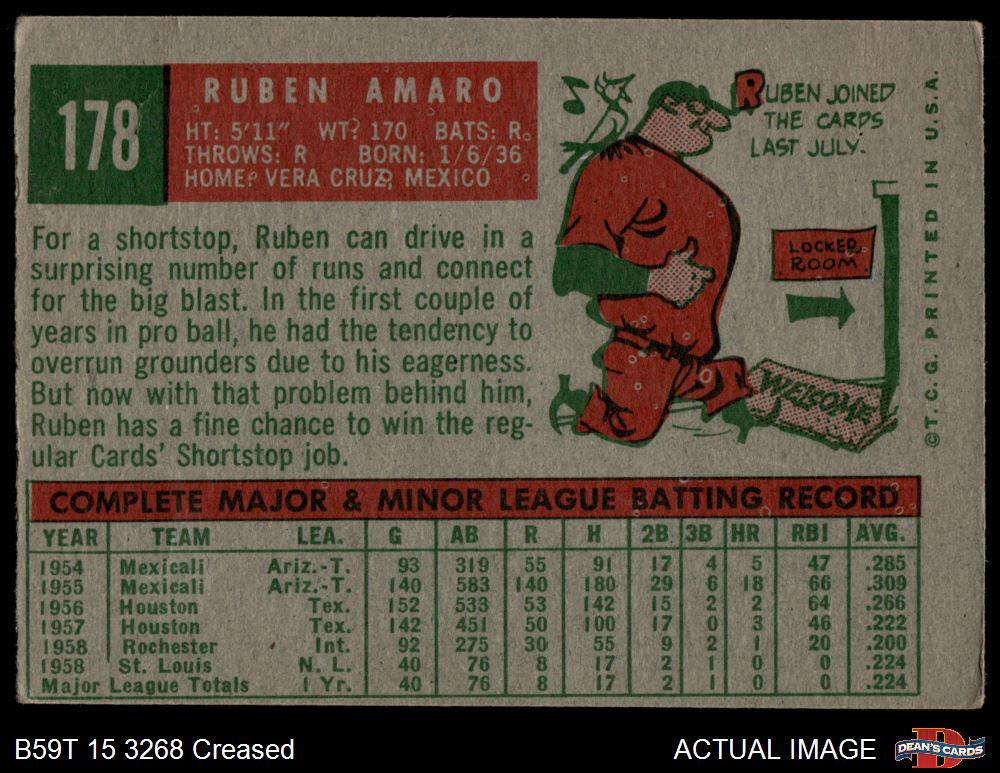 178
RUBEN AMARO
HT: 5'11" WT: 170 BATS: R.
THROWS: R BORN: 1/6/36
HOME: VERA CRUZ, MEXICO
For a shortstop, Ruben can drive in a
surprising number of runs and connect
for the big blast. In the first couple of
years in pro ball, he had the tendency to
overrun grounders due to his eagerness.
But now with that problem behind him,
Ruben has a fine chance to win the reg-
ular Cards' Shortstop job.
RUBEN JOINED
THE CARDS
LAST JULY.
LOCKER
ROOM
WELCOME
©T.C.G. PRINTED IN U.S.A.
COMPLETE MAJOR & MINOR LEAGUE BATTING RECORD
YEAR TEAM LEA. G AB R H 2B 3B HR RBI AVG.
1954 Mexicali Ariz.-T. 93 319 55 91 17 4 5 47 .285
1955 Mexicali Ariz.-T. 140 583 140 180 29 6 18 66 .309
1956 Houston Tex. 152 533 53 142 15 2 2 64 .266
1957 Houston Tex. 142 451 50 100 17 0 3 46 .222
1958 Rochester Int. 92 275 30 55 9 2 1 20 .200
1958 St. Louis N. L. 40 76 8 17 2 1 0 0 .224
Major League Totals 1 Yr. 40 76 8 17 2 1 0 0 .224
B59T 15 3268 Creased
ACTUAL IMAGE
DEAN'S CARDS